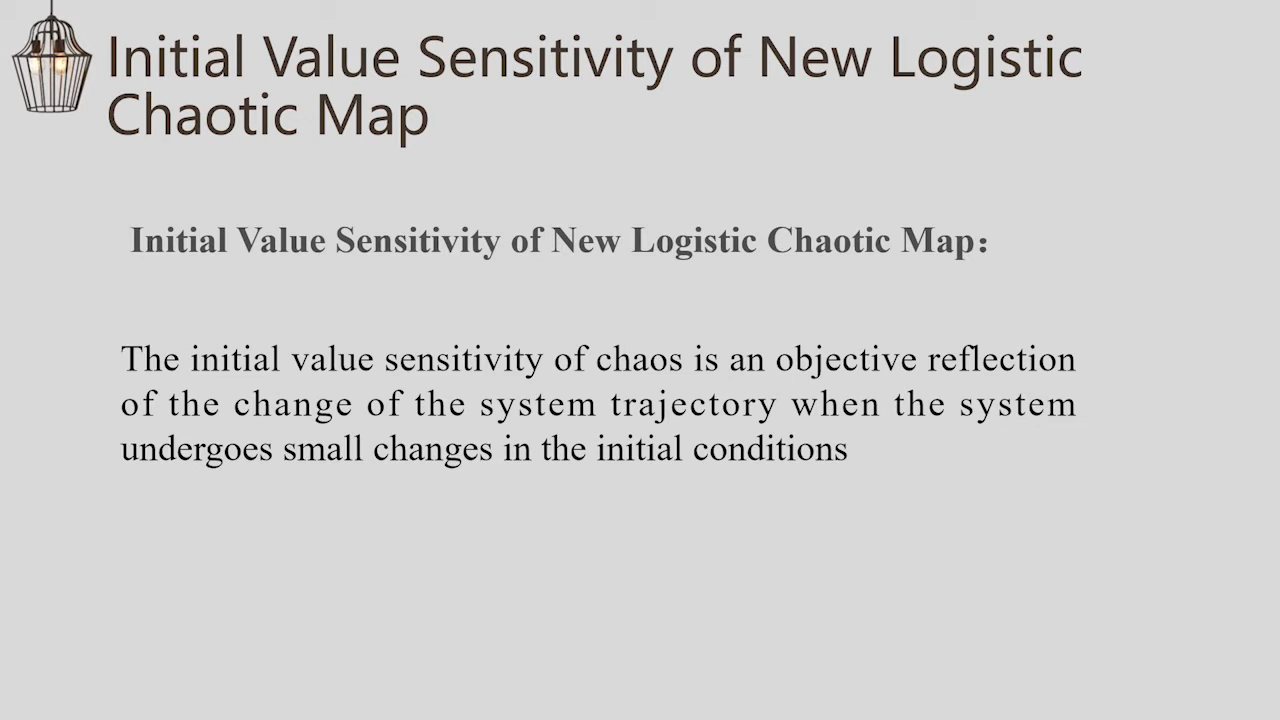 Initial Value Sensitivity of New Logistic
Chaotic Map
Initial Value Sensitivity of New Logistic Chaotic Map：
The initial value sensitivity of chaos is an objective reflection
of the change of the system trajectory when the system
undergoes small changes in the initial conditions